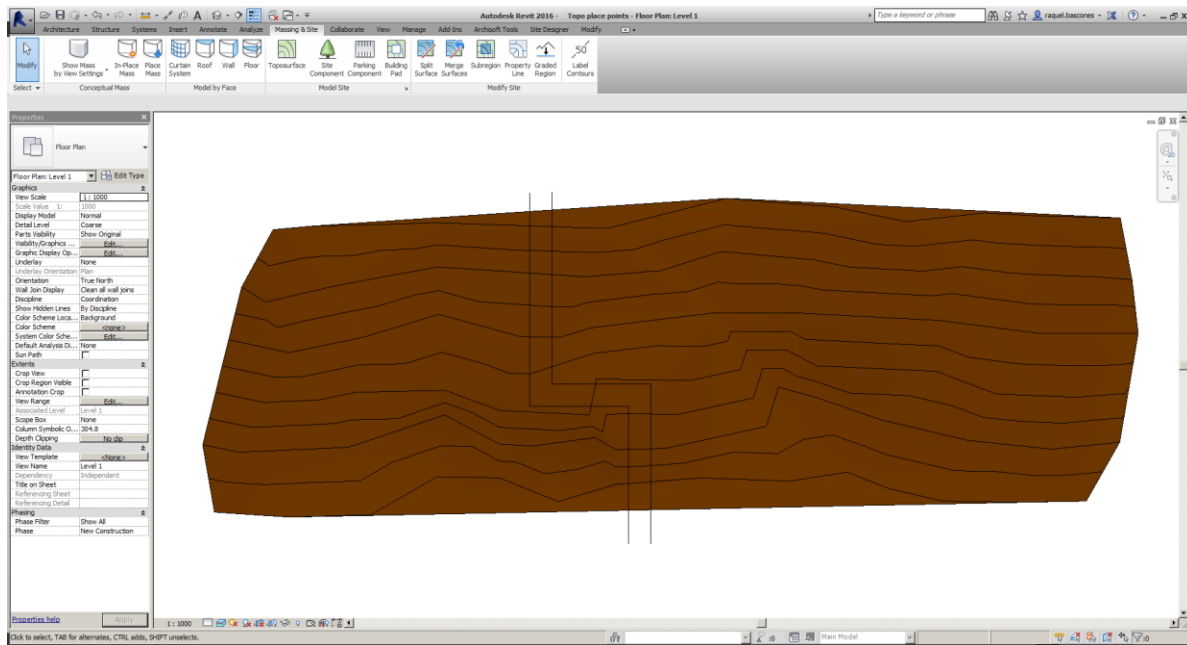 Autodesk Revit 2016 - Topo place points - Floor Plan: Level 1
Type a keyword or phrase
raquel.bascones
Architecture Structure Systems Insert Annotate Analyze Massing & Site Collaborate View Manage Add-Ins Archisoft Tools Site Designer Modify
Modify
Show Mass by View Settings
In-Place Mass
Place Mass
Curtain System
Roof
Wall
Floor
Toposurface
Site Component
Parking Component
Building Pad
Split Surface
Merge Surfaces
Subregion
Property Line
Graded Region
50
Label Contours
Select
Conceptual Mass
Model by Face
Model Site
Modify Site
Properties
Floor Plan
Floor Plan: Level 1 Edit Type
Graphics
View Scale 1 : 1000
Scale Value 1: 1000
Display Model Normal
Detail Level Coarse
Parts Visibility Show Original
Visibility/Graphics ... Edit...
Graphic Display Op... Edit...
Underlay None
Underlay Orientation Plan
Orientation True North
Wall Join Display Clean all wall joins
Discipline Coordination
Show Hidden Lines By Discipline
Color Scheme Loca... Background
Color Scheme <none>
System Color Sche... Edit...
Default Analysis Di... None
Sun Path
Extents
Crop View
Crop Region Visible
Annotation Crop
View Range Edit...
Associated Level Level 1
Scope Box None
Column Symbolic O... 304.8
Depth Clipping No clip
Identity Data
View Template <None>
View Name Level 1
Dependency Independent
Title on Sheet
Referencing Sheet
Referencing Detail
Phasing
Phase Filter Show All
Phase New Construction
Properties help Apply
1 : 1000
Click to select, TAB for alternates, CTRL adds, SHIFT unselects.
:0
Main Model
:0